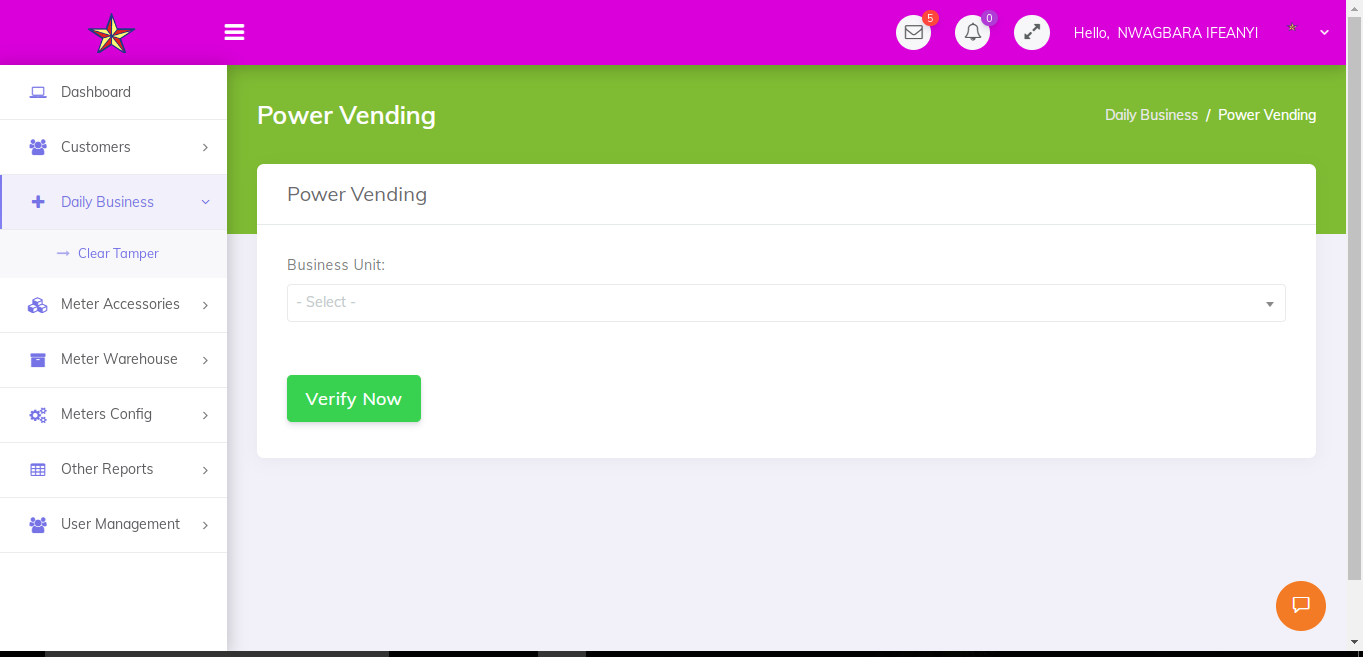 5
0
Hello, NWAGBARA IFEANYI
Dashboard
Customers
Daily Business
Clear Tamper
Meter Accessories
Meter Warehouse
Meters Config
Other Reports
User Management
Power Vending
Daily Business / Power Vending
Power Vending
Business Unit:
- Select -
Verify Now